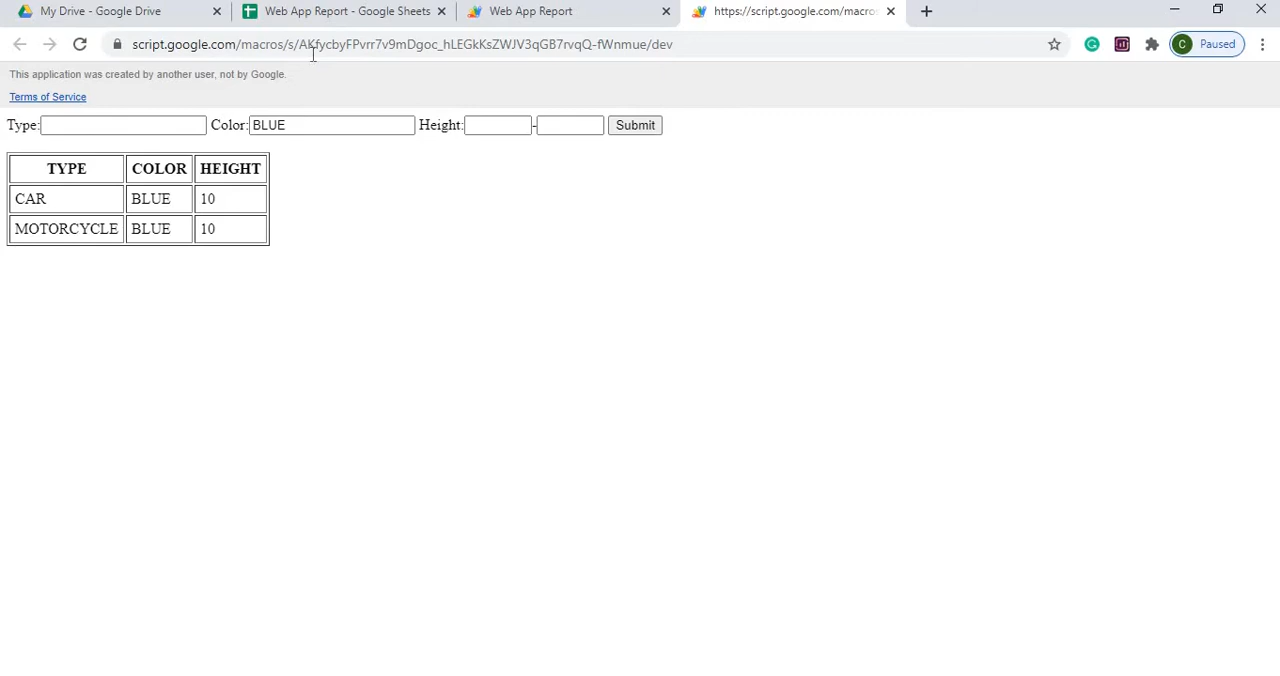 My Drive - Google Drive Web App Report - Google Sheets Web App Report https://script.google.com/macros
script.google.com/macros/s/AKfycbyFPvrr7v9mDgoc_hLEGkKsZWJV3qGB7rvqQ-fWnmue/dev C Paused
This application was created by another user, not by Google.
Terms of Service
Type: Color: BLUE Height: - Submit
TYPE COLOR HEIGHT
CAR BLUE 10
MOTORCYCLE BLUE 10